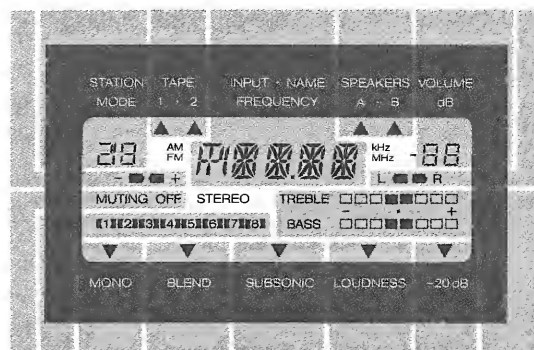 STATION TAPE INPUT · NAME SPEAKERS VOLUME
MODE 1 · 2 FREQUENCY A · B dB
AM kHz
FM MHz -88
- + L R
MUTING OFF STEREO TREBLE
- · +
1 2 3 4 5 6 7 8 BASS
MONO BLEND SUBSONIC LOUDNESS -20 dB